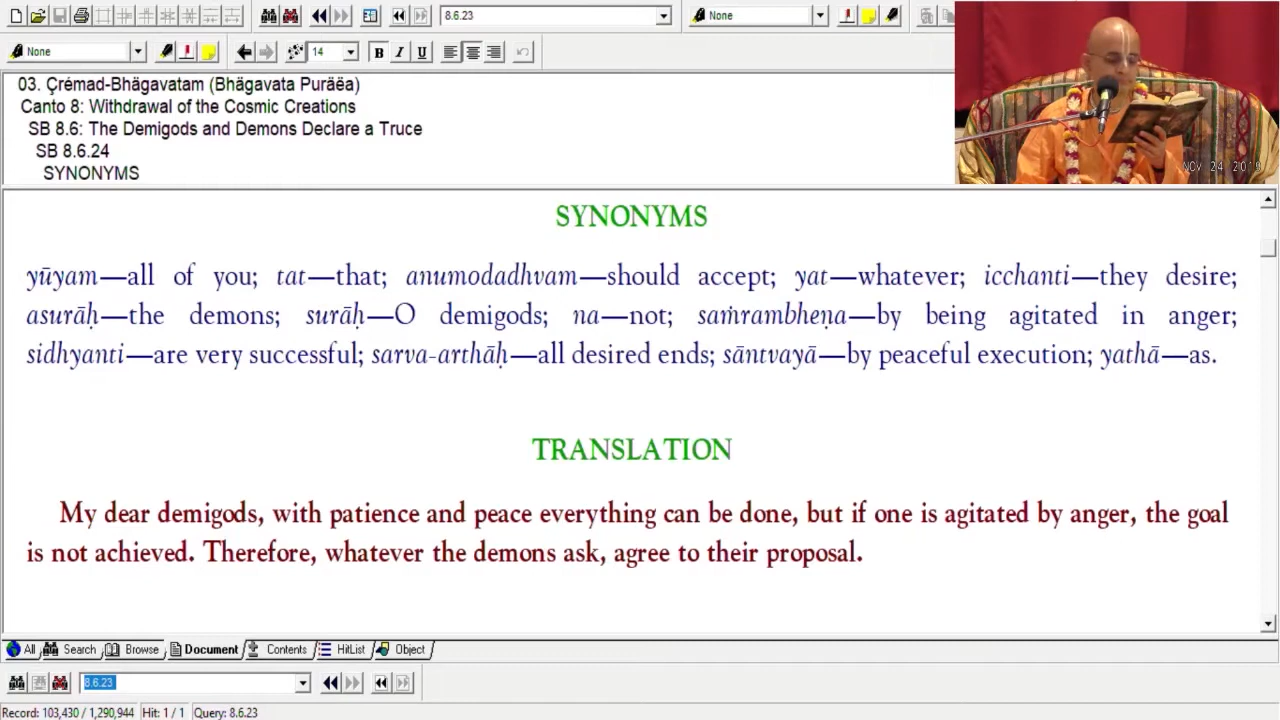 8.6.23
None
None
14
B I U
03. Çrémad-Bhägavatam (Bhägavata Puräëa)
Canto 8: Withdrawal of the Cosmic Creations
SB 8.6: The Demigods and Demons Declare a Truce
SB 8.6.24
SYNONYMS
NOV 24 2019
SYNONYMS
yūyam—all of you; tat—that; anumodadhvam—should accept; yat—whatever; icchanti—they desire;
asurāḥ—the demons; surāḥ—O demigods; na—not; saṁrambheṇa—by being agitated in anger;
sidhyanti—are very successful; sarva-arthāḥ—all desired ends; sāntvayā—by peaceful execution; yathā—as.
TRANSLATION
My dear demigods, with patience and peace everything can be done, but if one is agitated by anger, the goal
is not achieved. Therefore, whatever the demons ask, agree to their proposal.
All Search Browse Document Contents HitList Object
8.6.23
Record: 103,430 / 1,290,944 Hit: 1 / 1 Query: 8.6.23